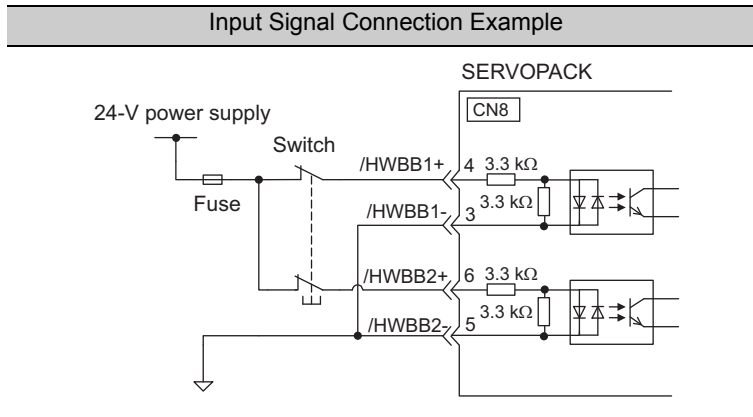 Input Signal Connection Example
SERVOPACK
CN8
24-V power supply
Switch
Fuse
/HWBB1+ 4 3.3 kΩ
/HWBB1- 3 3.3 kΩ
/HWBB2+ 6 3.3 kΩ
/HWBB2- 5 3.3 kΩ